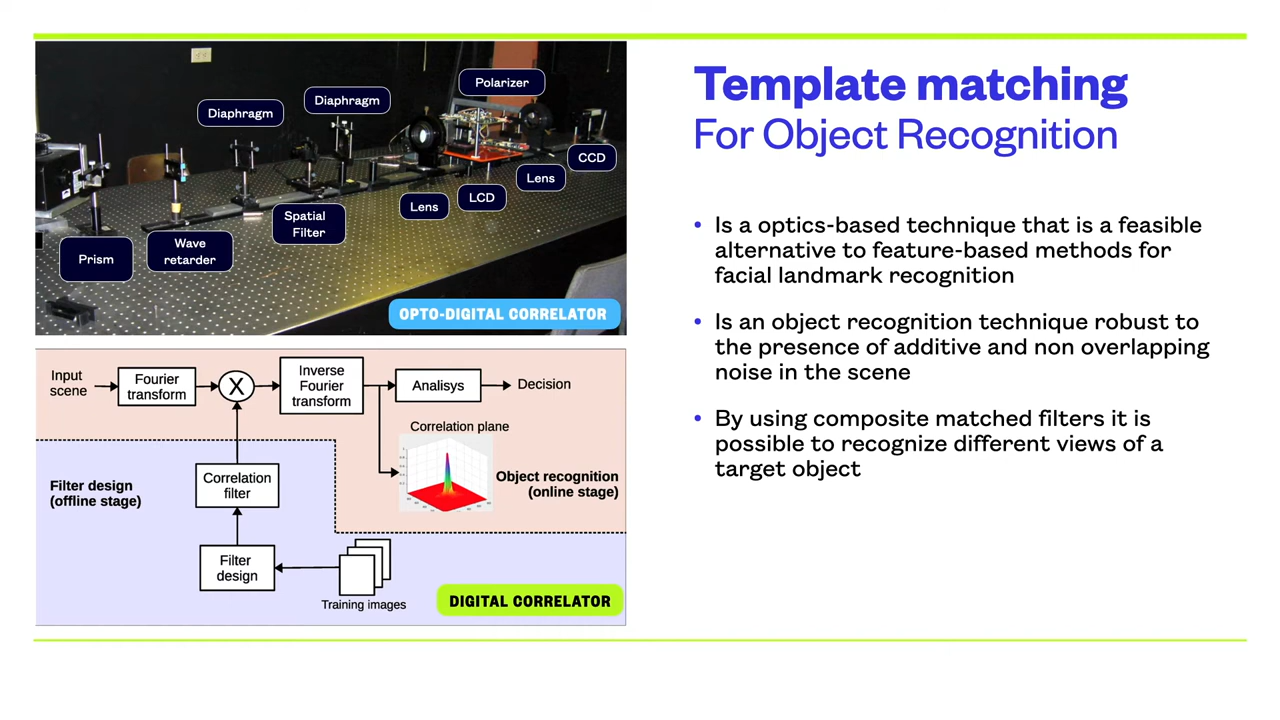 Template matching
For Object Recognition
• Is a optics-based technique that is a feasible
alternative to feature-based methods for
facial landmark recognition
• Is an object recognition technique robust to
the presence of additive and non overlapping
noise in the scene
• By using composite matched filters it is
possible to recognize different views of a
target object
Polarizer
Diaphragm
Diaphragm
CCD
Lens
LCD
Lens
Spatial
Filter
Wave
retarder
Prism
OPTO-DIGITAL CORRELATOR
Input
scene
Fourier
transform
X
Inverse
Fourier
transform
Analisys
Decision
Correlation plane
Object recognition
(online stage)
Filter design
(offline stage)
Correlation
filter
Filter
design
Training images
DIGITAL CORRELATOR